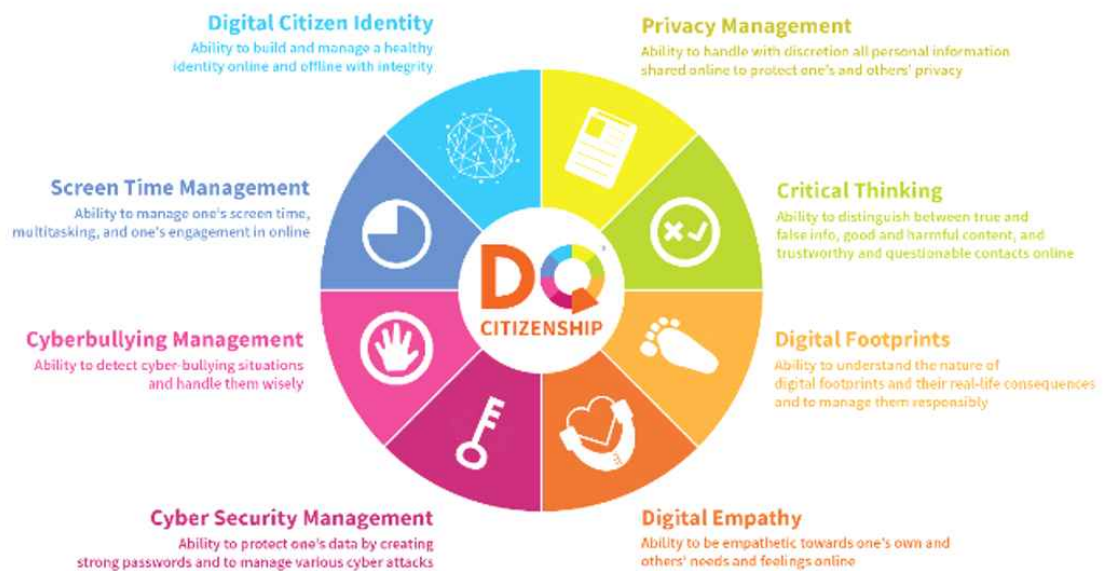 Digital Citizen Identity
Ability to build and manage a healthy
identity online and offline with integrity
Privacy Management
Ability to handle with discretion all personal information
shared online to protect one's and others' privacy
Screen Time Management
Ability to manage one's screen time,
multitasking, and one's engagement in online
Critical Thinking
Ability to distinguish between true and
false info, good and harmful content, and
trustworthy and questionable contacts online
DQ
CITIZENSHIP
Cyberbullying Management
Ability to detect cyber-bullying situations
and handle them wisely
Digital Footprints
Ability to understand the nature of
digital footprints and their real-life consequences
and to manage them responsibly
Cyber Security Management
Ability to protect one's data by creating
strong passwords and to manage various cyber attacks
Digital Empathy
Ability to be empathetic towards one's own and
others' needs and feelings online